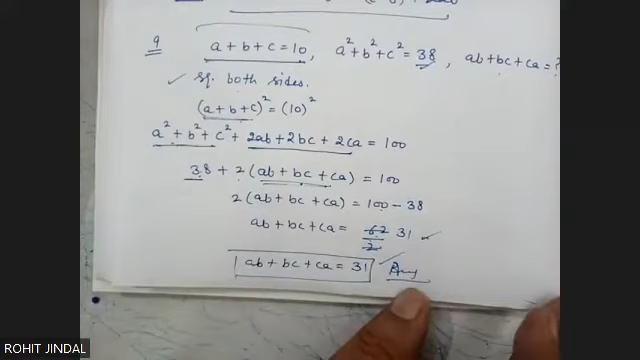 9 a + b + c = 10, a² + b² + c² = 38, ab + bc + ca = ?
✓ sq. both sides.
(a + b + c)² = (10)²
a² + b² + c² + 2ab + 2bc + 2ca = 100
38 + 2(ab + bc + ca) = 100
2(ab + bc + ca) = 100 - 38
ab + bc + ca = 62/2 31 ✓
ab + bc + ca = 31 Ans
ROHIT JINDAL